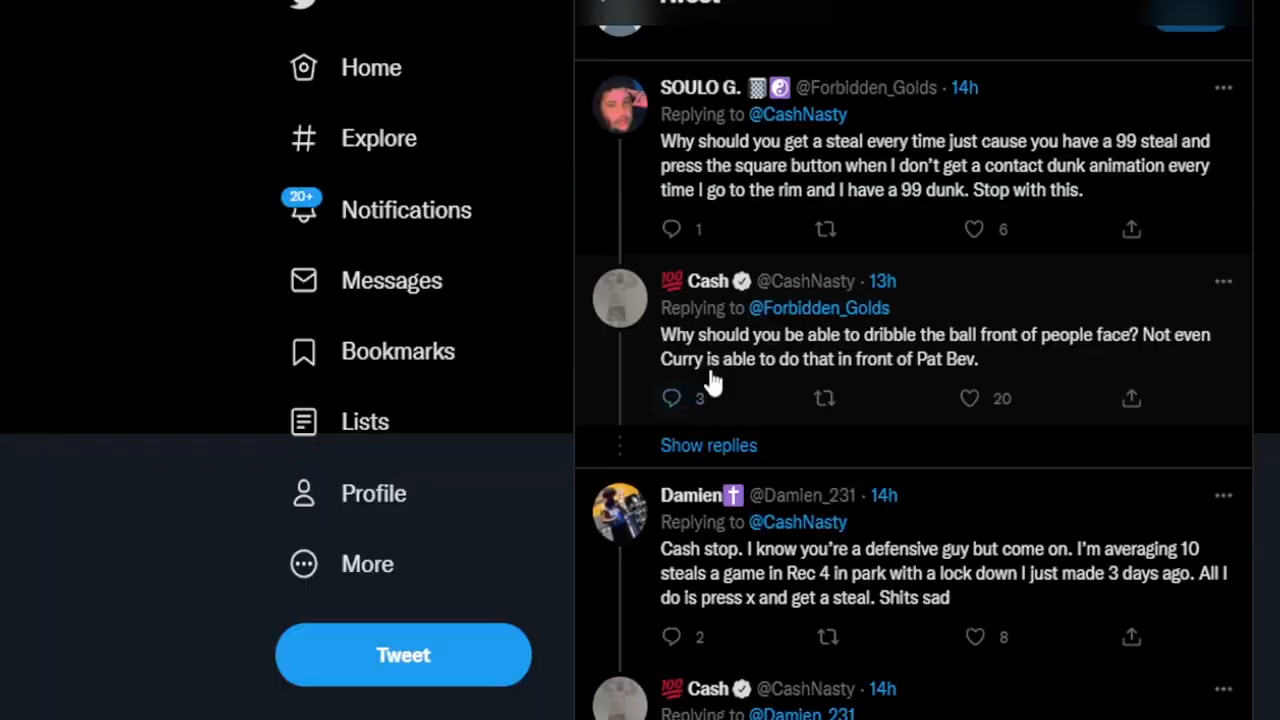 Home
Explore
20+
Notifications
Messages
Bookmarks
Lists
Profile
More
Tweet
SOULO G. @Forbidden_Golds · 14h
Replying to @CashNasty
Why should you get a steal every time just cause you have a 99 steal and
press the square button when I don't get a contact dunk animation every
time I go to the rim and I have a 99 dunk. Stop with this.
1 6
💯 Cash @CashNasty · 13h
Replying to @Forbidden_Golds
Why should you be able to dribble the ball front of people face? Not even
Curry is able to do that in front of Pat Bev.
3 20
Show replies
Damien✝️ @Damien_231 · 14h
Replying to @CashNasty
Cash stop. I know you're a defensive guy but come on. I'm averaging 10
steals a game in Rec 4 in park with a lock down I just made 3 days ago. All I
do is press x and get a steal. Shits sad
2 8
💯 Cash @CashNasty · 14h
Replying to @Damien_231